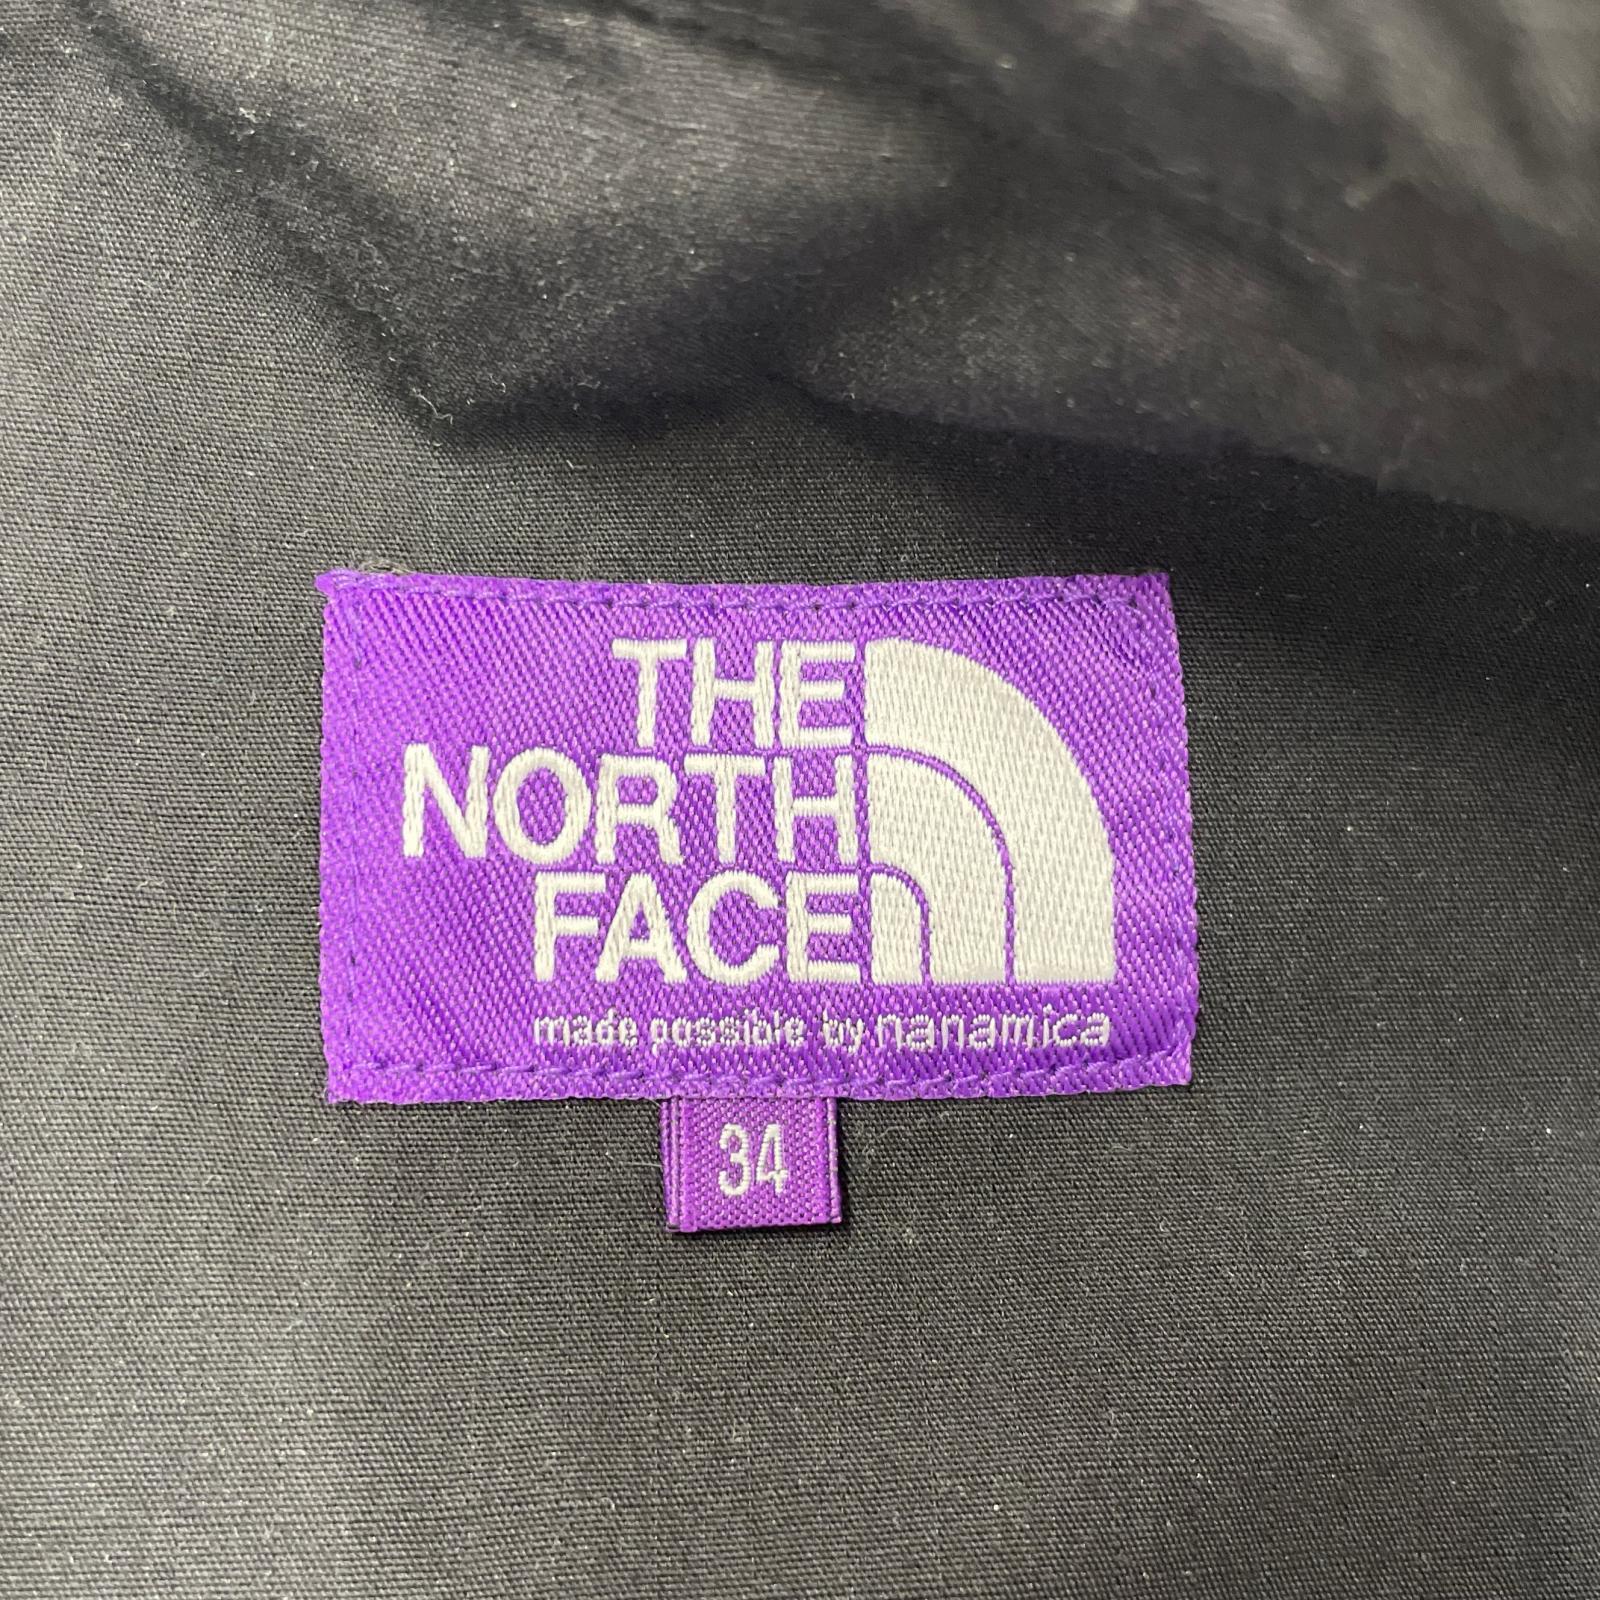 THE
NORTH
FACE
made possible by nanamica
34